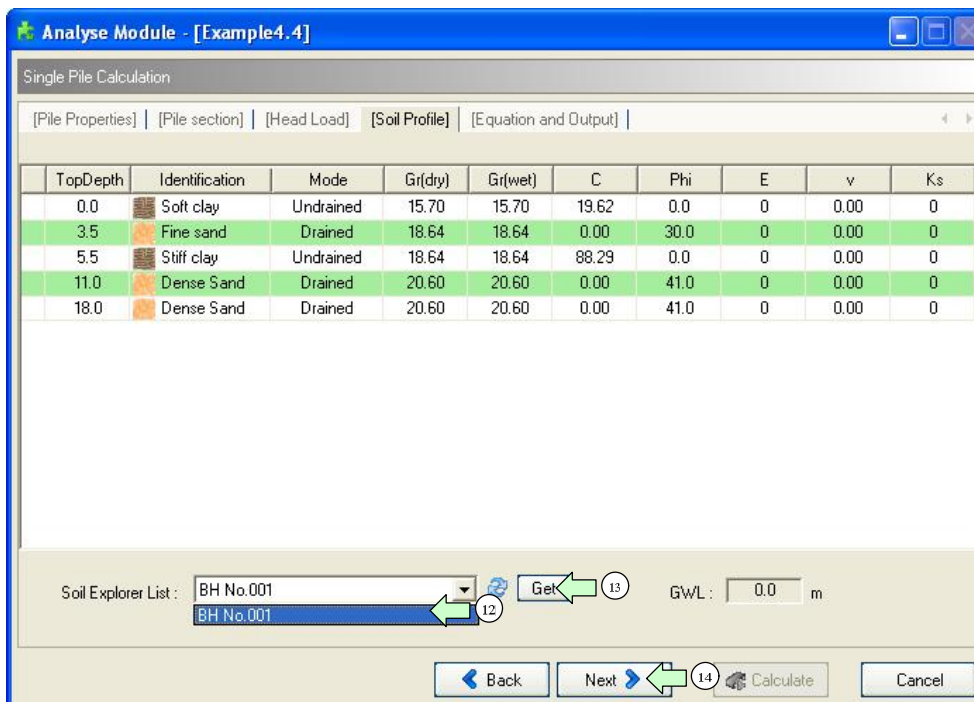 Analyse Module - [Example4.4]
Single Pile Calculation
[Pile Properties] [Pile section] [Head Load] [Soil Profile] [Equation and Output]
TopDepth Identification Mode Gr(dry) Gr(wet) C Phi E v Ks
0.0 Soft clay Undrained 15.70 15.70 19.62 0.0 0 0.00 0
3.5 Fine sand Drained 18.64 18.64 0.00 30.0 0 0.00 0
5.5 Stiff clay Undrained 18.64 18.64 88.29 0.0 0 0.00 0
11.0 Dense Sand Drained 20.60 20.60 0.00 41.0 0 0.00 0
18.0 Dense Sand Drained 20.60 20.60 0.00 41.0 0 0.00 0
Soil Explorer List : BH No.001 Get 13 GWL : 0.0 m
BH No.001 12
Back Next 14 Calculate Cancel